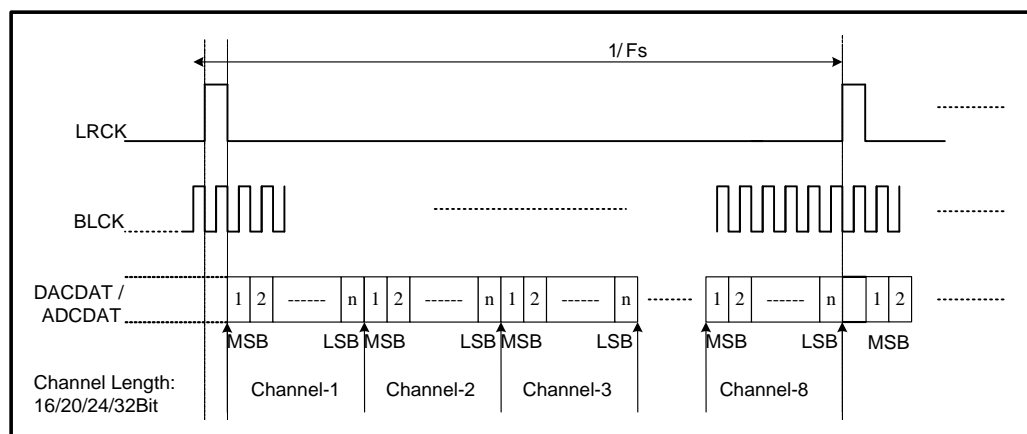 1/ Fs
LRCK
BLCK
DACDAT /
ADCDAT
1 2 ------ n 1 2 ------ n 1 2 ------ n 1 2 ------ n 1 2
MSB LSB MSB LSB MSB LSB MSB LSB MSB
Channel Length:
16/20/24/32Bit
Channel-1 Channel-2 Channel-3 Channel-8